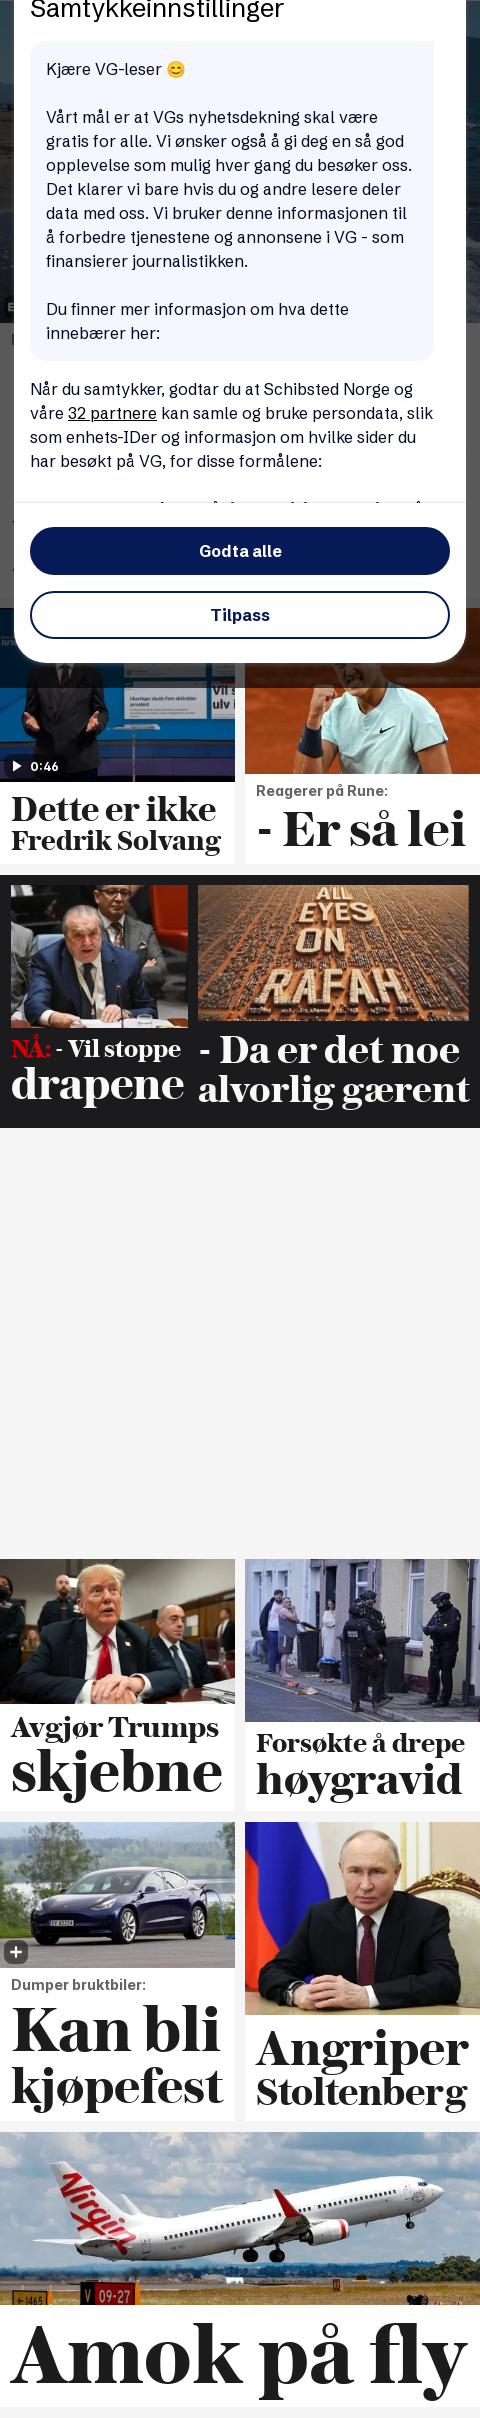 Samtykkeinnstillinger
Kjære VG-leser 😊
Vårt mål er at VGs nyhetsdekning skal være
gratis for alle. Vi ønsker også å gi deg en så god
opplevelse som mulig hver gang du besøker oss.
Det klarer vi bare hvis du og andre lesere deler
data med oss. Vi bruker denne informasjonen til
å forbedre tjenestene og annonsene i VG - som
finansierer journalistikken.
Du finner mer informasjon om hva dette
innebærer her:
Når du samtykker, godtar du at Schibsted Norge og
våre 32 partnere kan samle og bruke persondata, slik
som enhets-IDer og informasjon om hvilke sider du
har besøkt på VG, for disse formålene:
Godta alle
Tilpass
0:46
Dette er ikke
Fredrik Solvang
Reagerer på Rune:
- Er så lei
ALL
EYES
ON
RAFAH
NÅ: - Vil stoppe
drapene
- Da er det noe
alvorlig gærent
Avgjør Trumps
skjebne
Forsøkte å drepe
høygravid
Dumper bruktbiler:
Kan bli
kjøpefest
Angriper
Stoltenberg
Virgin
←1465
V 09-27
Amok på fly